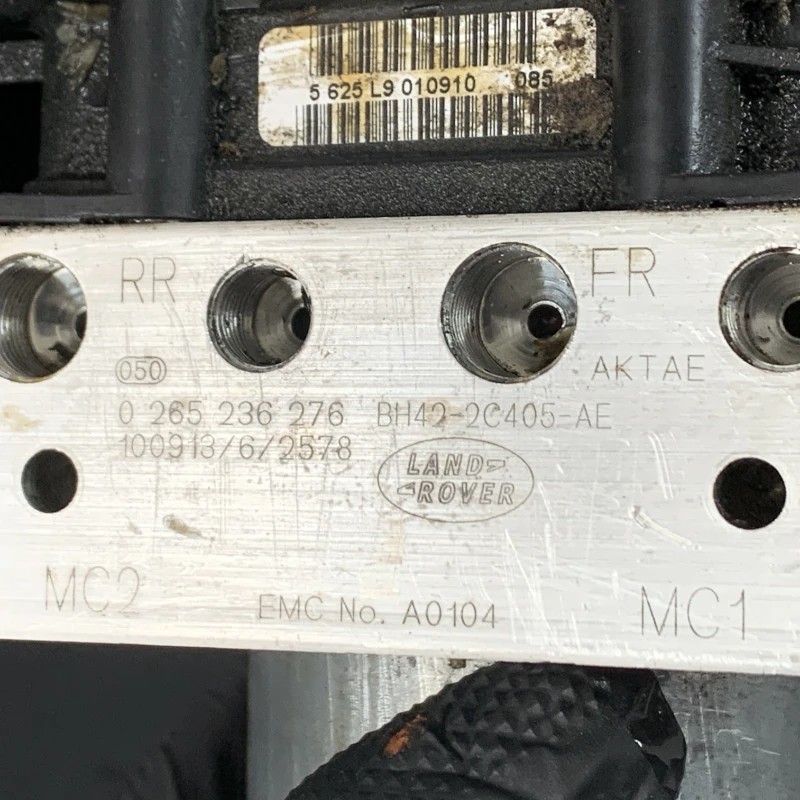 5 625 L9 010910 085
RR
FR
050
AKTAE
0 265 236 276 BH42-2C405-AE
100913/6/2578
LAND
ROVER
MC2
EMC No. A0104
MC1